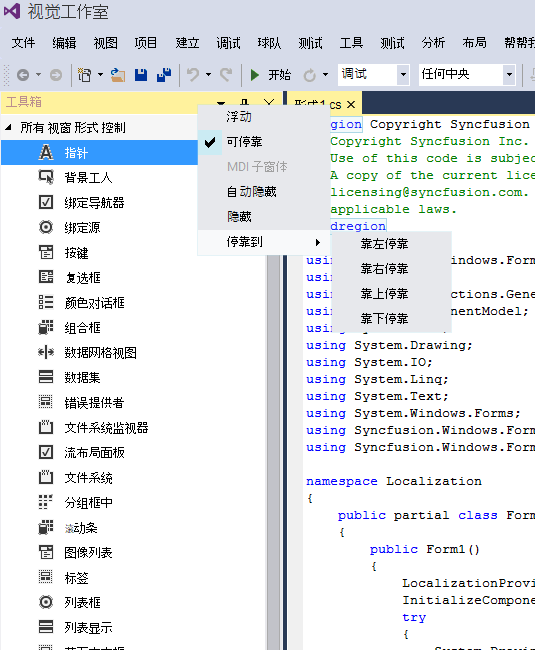 视觉工作室
文件 编辑 视图 项目 建立 调试 球队 测试 工具 测试 分析 布局 帮帮我
开始 调试 任何中央
工具箱
形式1.cs
所有 视窗 形式 控制
指针
背景工人
绑定导航器
绑定源
按键
复选框
颜色对话框
组合框
数据网格视图
数据集
错误提供者
文件系统监视器
流布局面板
文件系统
分组框中
滚动条
图像列表
标签
列表框
列表显示
浮动
可停靠
MDI 子窗体
自动隐藏
隐藏
停靠到
靠左停靠
靠右停靠
靠上停靠
靠下停靠
gion Copyright Syncfusion
Copyright Syncfusion Inc.
Use of this code is subjec
A copy of the current lice
licensing@syncfusion.com.
applicable laws.
dregion
using indows.Form
using
using ctions.Gene
using nentModel;
using
using System.Drawing;
using System.IO;
using System.Linq;
using System.Text;
using System.Windows.Forms;
using Syncfusion.Windows.Form
using Syncfusion.Windows.Form
namespace Localization
{
public partial class Form
{
public Form1()
{
LocalizationProvi
InitializeCompone
try
{